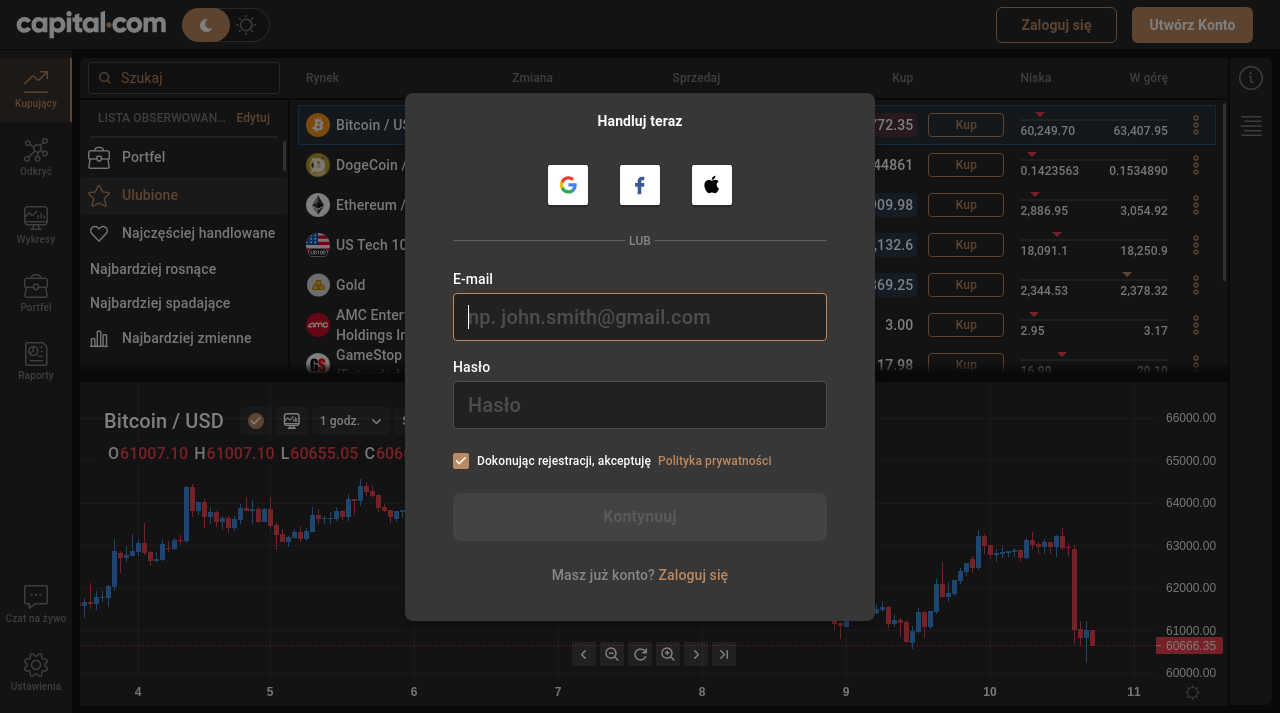 capital.com
Zaloguj się
Utwórz Konto
Kupujący
Odkryć
Wykresy
Portfel
Raporty
Czat na żywo
Ustawienia
Szukaj
LISTA OBSERWOWAN... Edytuj
Portfel
Ulubione
Najczęściej handlowane
Najbardziej rosnące
Najbardziej spadające
Najbardziej zmienne
Rynek Zmiana Sprzedaj Kup Niska W górę
Bitcoin / US 72.35 Kup 60,249.70 63,407.95
DogeCoin / 44861 Kup 0.1423563 0.1534890
Ethereum / 09.98 Kup 2,886.95 3,054.92
US Tech 10 ,132.6 Kup 18,091.1 18,250.9
Gold 369.25 Kup 2,344.53 2,378.32
AMC Enter
Holdings In 3.00 Kup 2.95 3.17
GameStop 17.98 Kup 16.99 20.10
Handluj teraz
LUB
E-mail
np. john.smith@gmail.com
Hasło
Hasło
Dokonując rejestracji, akceptuję Polityka prywatności
Kontynuuj
Masz już konto? Zaloguj się
Bitcoin / USD 1 godz.
O61007.10 H61007.10 L60655.05 C606
66000.00
65000.00
64000.00
63000.00
62000.00
61000.00
60666.35
60000.00
4 5 6 7 8 9 10 11